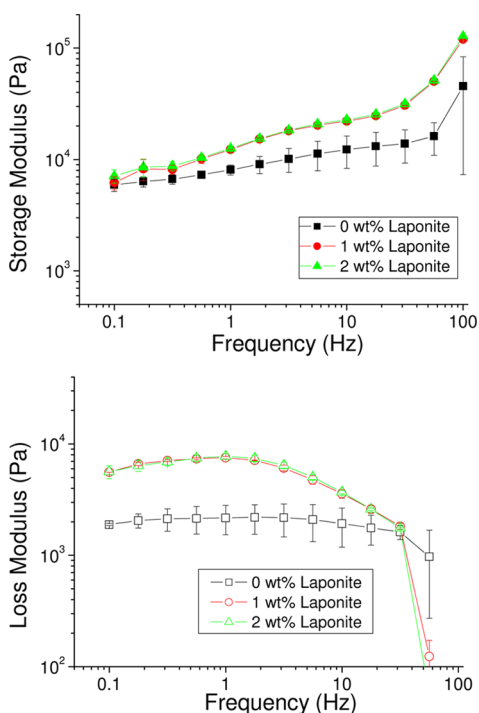 Storage Modulus (Pa)
10^5
10^4
10^3
0 wt% Laponite
1 wt% Laponite
2 wt% Laponite
0.1 1 10 100
Frequency (Hz)
Loss Modulus (Pa)
10^4
10^3
10^2
0 wt% Laponite
1 wt% Laponite
2 wt% Laponite
0.1 1 10 100
Frequency (Hz)